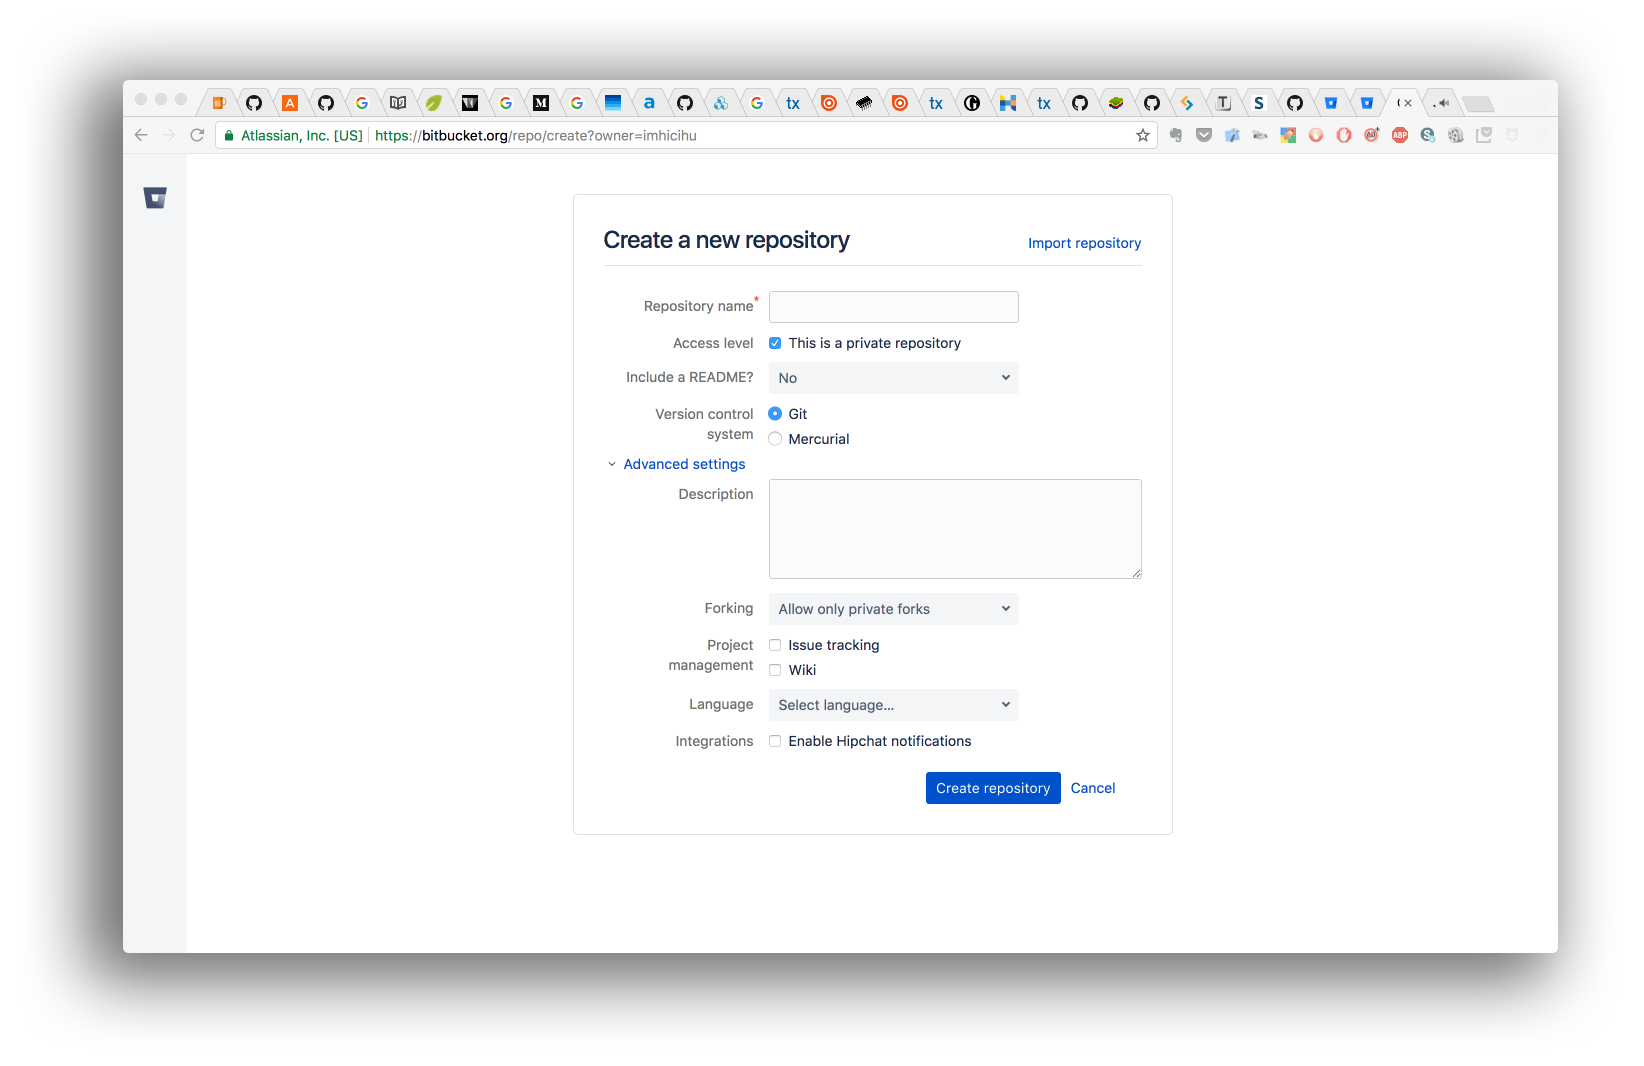 Atlassian, Inc. [US] https://bitbucket.org/repo/create?owner=imhicihu
Create a new repository
Import repository
Repository name*
Access level
This is a private repository
Include a README?
No
Version control system
Git
Mercurial
Advanced settings
Description
Forking
Allow only private forks
Project management
Issue tracking
Wiki
Language
Select language...
Integrations
Enable Hipchat notifications
Create repository
Cancel